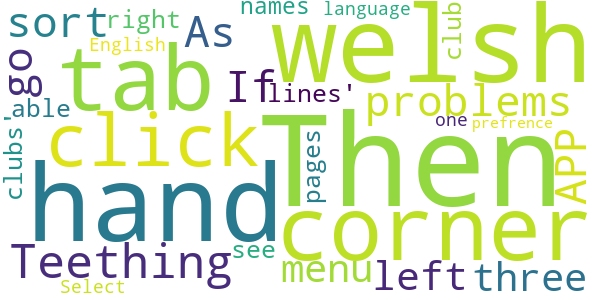 names language
sort right As welsh club
English
go tab
If lines'
able problems
one prefrence
click Then
clubs' hand pages APP
corner
Teething see
menu left three
Select